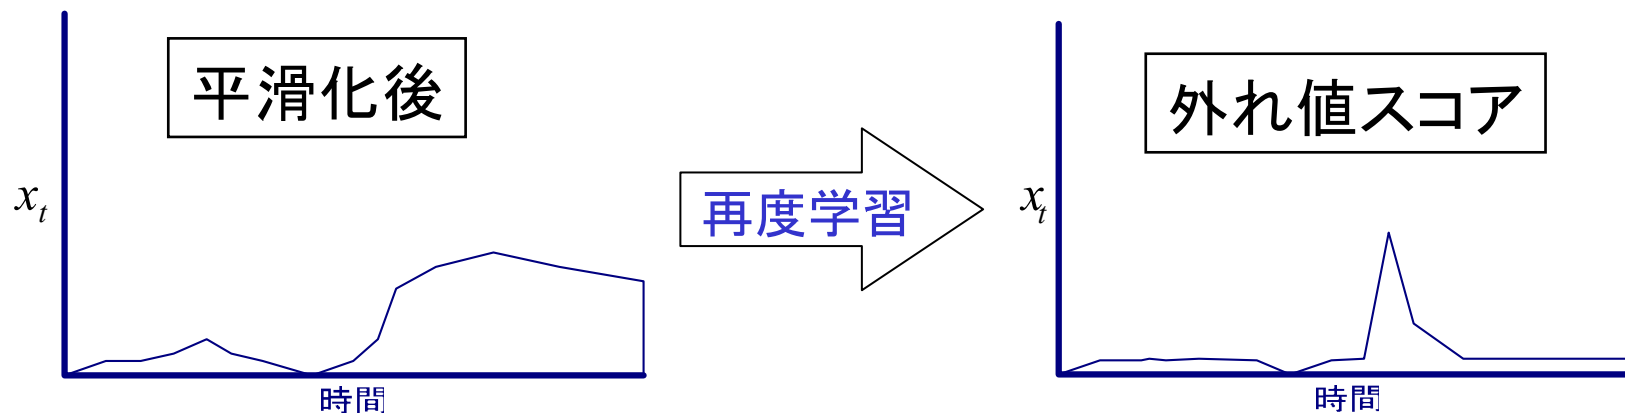 平滑化後
外れ値スコア
再度学習
x_t
x_t
時間
時間